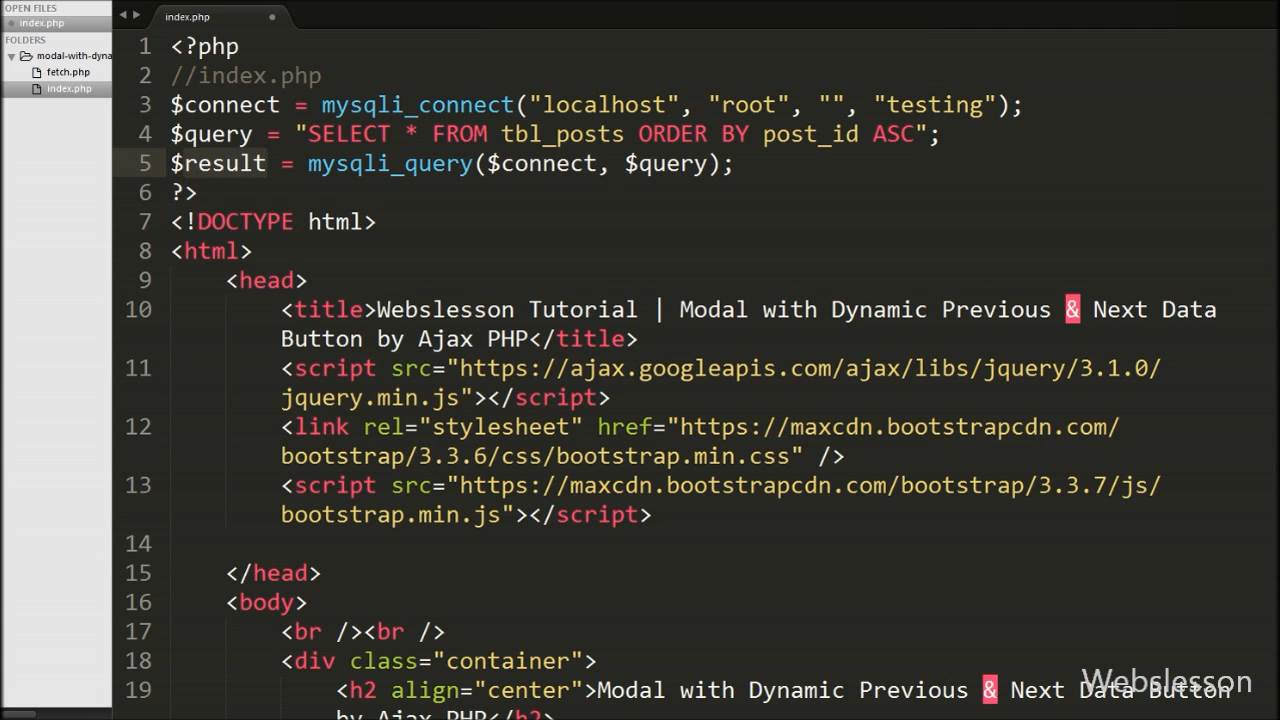 OPEN FILES
index.php
FOLDERS
modal-with-dyna
fetch.php
index.php
index.php
1 <?php
2 //index.php
3 $connect = mysqli_connect("localhost", "root", "", "testing");
4 $query = "SELECT * FROM tbl_posts ORDER BY post_id ASC";
5 $result = mysqli_query($connect, $query);
6 ?>
7 <!DOCTYPE html>
8 <html>
9 <head>
10 <title>Webslesson Tutorial | Modal with Dynamic Previous & Next Data
Button by Ajax PHP</title>
11 <script src="https://ajax.googleapis.com/ajax/libs/jquery/3.1.0/
jquery.min.js"></script>
12 <link rel="stylesheet" href="https://maxcdn.bootstrapcdn.com/
bootstrap/3.3.6/css/bootstrap.min.css" />
13 <script src="https://maxcdn.bootstrapcdn.com/bootstrap/3.3.7/js/
bootstrap.min.js"></script>
14
15 </head>
16 <body>
17 <br /><br />
18 <div class="container">
19 <h2 align="center">Modal with Dynamic Previous & Next Data Button
by Ajax PHP</h2>
Webslesson